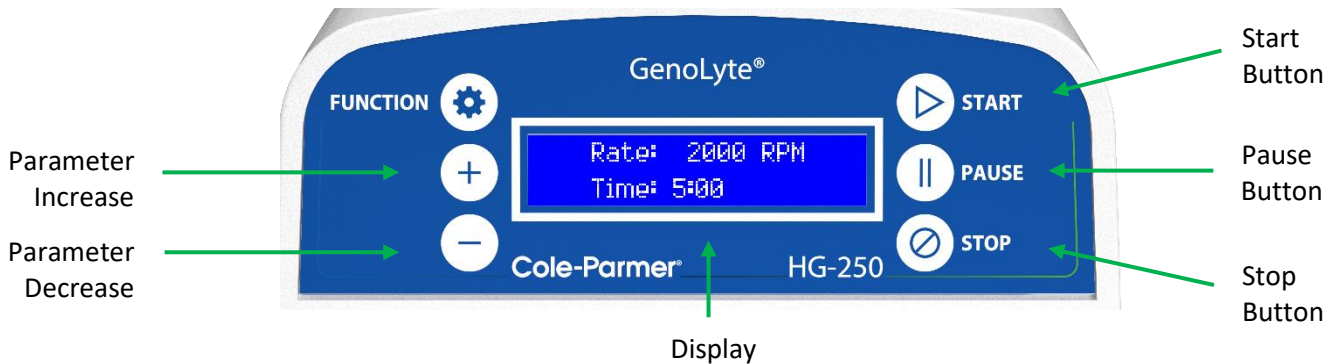 GenoLyte®
FUNCTION
START
Rate: 2000 RPM
Time: 5:00
PAUSE
STOP
Cole-Parmer®
HG-250
Parameter
Increase
Parameter
Decrease
Display
Start
Button
Pause
Button
Stop
Button